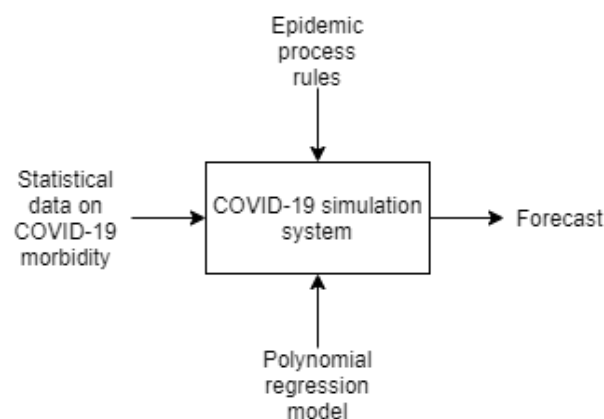 Epidemic
process
rules
Statistical
data on
COVID-19
morbidity
COVID-19 simulation
system
Forecast
Polynomial
regression
model